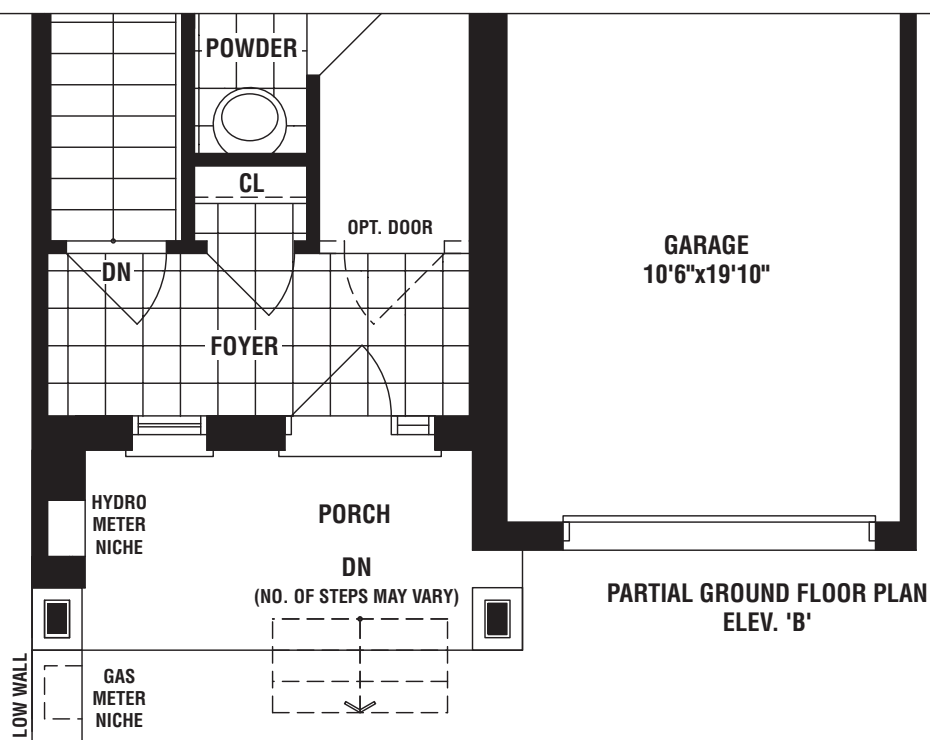 POWDER
CL
OPT. DOOR
GARAGE
10'6"x19'10"
DN
FOYER
HYDRO
METER
NICHE
PORCH
DN
(NO. OF STEPS MAY VARY)
PARTIAL GROUND FLOOR PLAN
ELEV. 'B'
LOW WALL
GAS
METER
NICHE